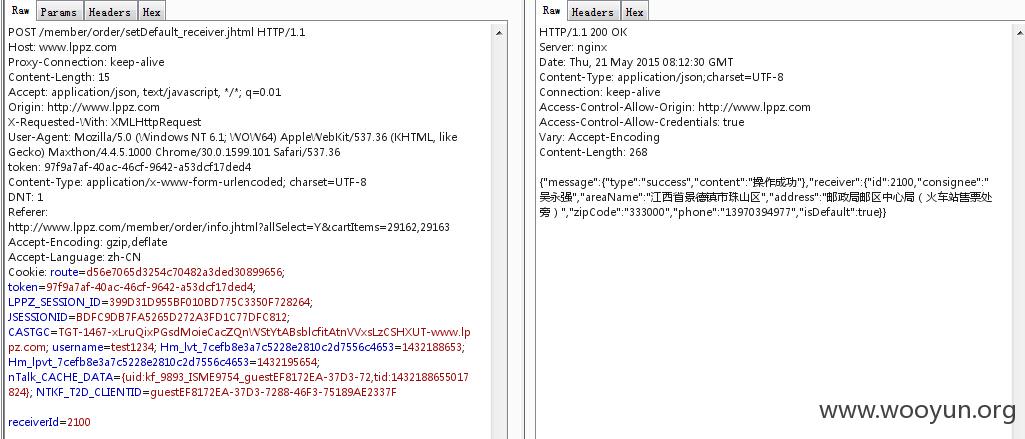 Raw Params Headers Hex
POST /member/order/setDefault_receiver.jhtml HTTP/1.1
Host: www.lppz.com
Proxy-Connection: keep-alive
Content-Length: 15
Accept: application/json, text/javascript, */*; q=0.01
Origin: http://www.lppz.com
X-Requested-With: XMLHttpRequest
User-Agent: Mozilla/5.0 (Windows NT 6.1; WOW64) AppleWebKit/537.36 (KHTML, like
Gecko) Maxthon/4.4.5.1000 Chrome/30.0.1599.101 Safari/537.36
token: 97f9a7af-40ac-46cf-9642-a53dcf17ded4
Content-Type: application/x-www-form-urlencoded; charset=UTF-8
DNT: 1
Referer:
http://www.lppz.com/member/order/info.jhtml?allSelect=Y&cartItems=29162,29163
Accept-Encoding: gzip,deflate
Accept-Language: zh-CN
Cookie: route=d56e7065d3254c70482a3ded30899656;
token=97f9a7af-40ac-46cf-9642-a53dcf17ded4;
LPPZ_SESSION_ID=399D31D955BF010BD775C3350F728264;
JSESSIONID=BDFC9DB7FA5265D272A3FD1C77DFC812;
CASTGC=TGT-1467-xLruQixPGsdMoieCacZQnWStYtABsblcfitAtnVVxsLzCSHXUT-www.lp
pz.com; username=test1234; Hm_lvt_7cefb8e3a7c5228e2810c2d7556c4653=1432188653;
Hm_lpvt_7cefb8e3a7c5228e2810c2d7556c4653=1432195654;
nTalk_CACHE_DATA={uid:kf_9893_ISME9754_guestEF8172EA-37D3-72,tid:1432188655017
824}; NTKF_T2D_CLIENTID=guestEF8172EA-37D3-7288-46F3-75189AE2337F
receiverId=2100
Raw Headers Hex
HTTP/1.1 200 OK
Server: nginx
Date: Thu, 21 May 2015 08:12:30 GMT
Content-Type: application/json;charset=UTF-8
Connection: keep-alive
Access-Control-Allow-Origin: http://www.lppz.com
Access-Control-Allow-Credentials: true
Vary: Accept-Encoding
Content-Length: 268
{"message":{"type":"success","content":"操作成功"},"receiver":{"id":2100,"consignee":"
吴永强","areaName":"江西省景德镇市珠山区","address":"邮政局邮区中心局（火车站售票处
旁）","zipCode":"333000","phone":"13970394977","isDefault":true}}
www.wooyun.org